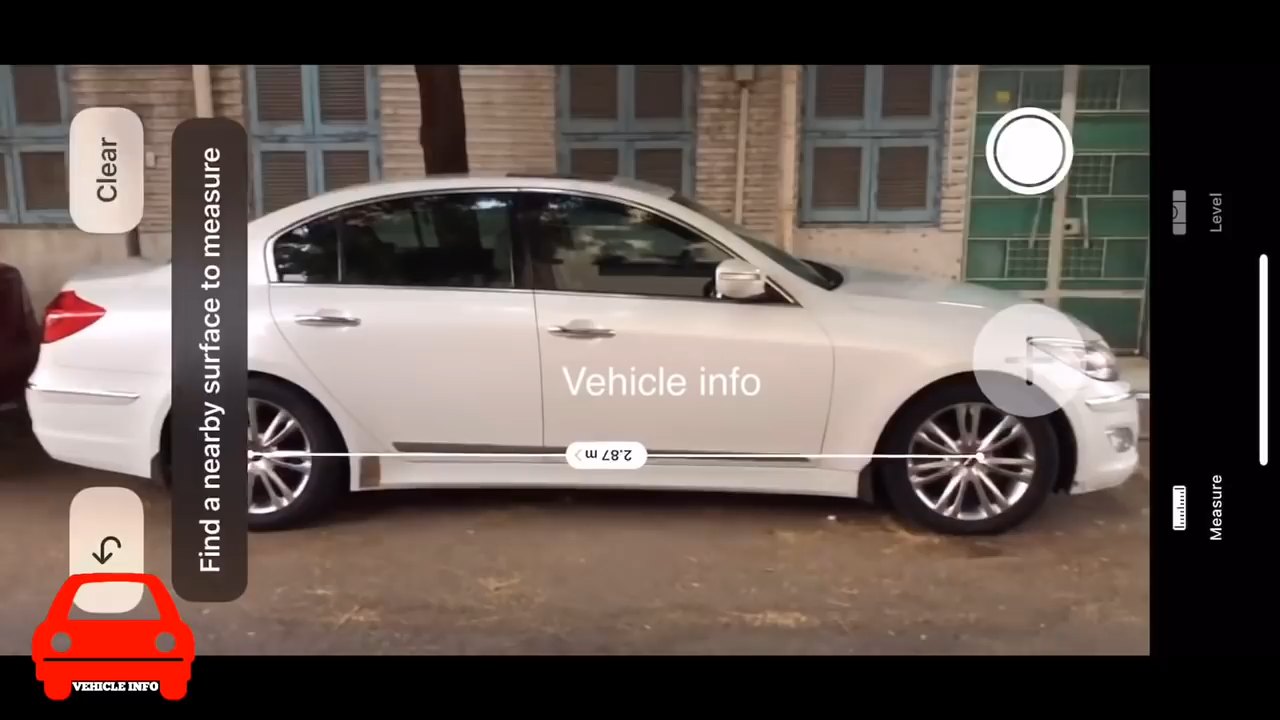 Clear
Find a nearby surface to measure
Vehicle info
2.87 m
Level
Measure
VEHICLE INFO